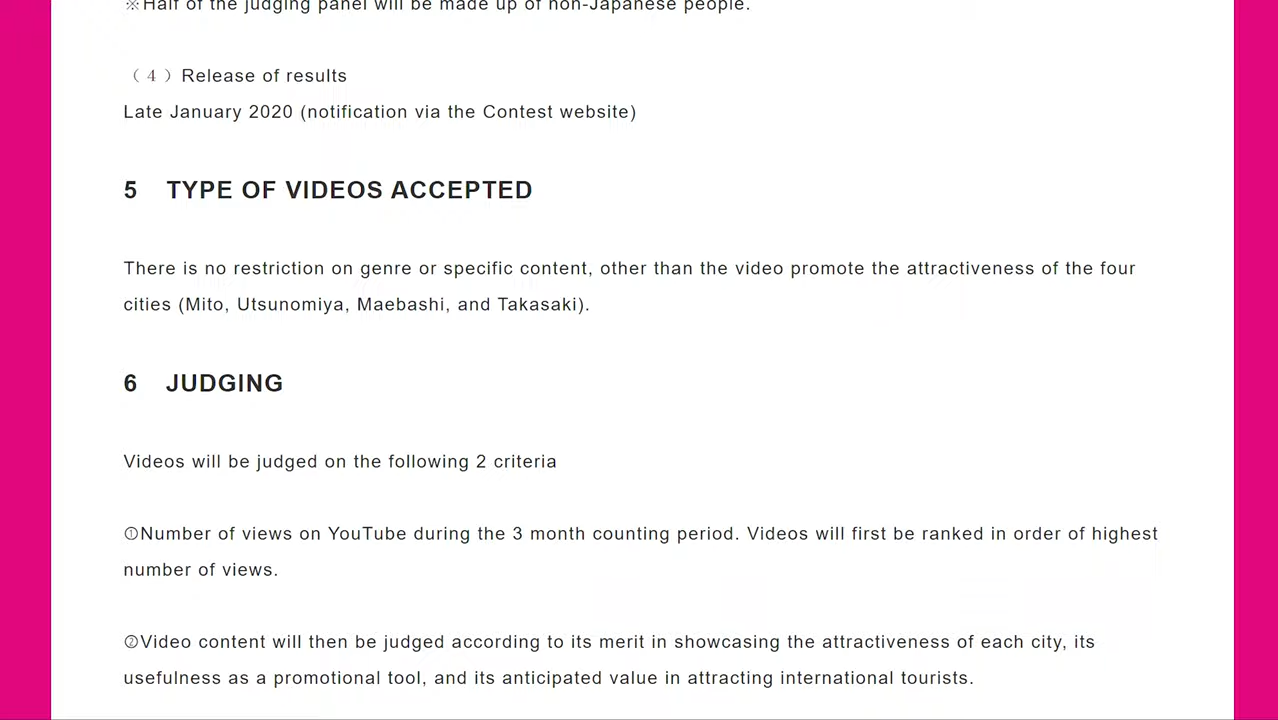 ※Half of the judging panel will be made up of non-Japanese people.
（４）Release of results
Late January 2020 (notification via the Contest website)
5 TYPE OF VIDEOS ACCEPTED
There is no restriction on genre or specific content, other than the video promote the attractiveness of the four
cities (Mito, Utsunomiya, Maebashi, and Takasaki).
6 JUDGING
Videos will be judged on the following 2 criteria
①Number of views on YouTube during the 3 month counting period. Videos will first be ranked in order of highest
number of views.
②Video content will then be judged according to its merit in showcasing the attractiveness of each city, its
usefulness as a promotional tool, and its anticipated value in attracting international tourists.